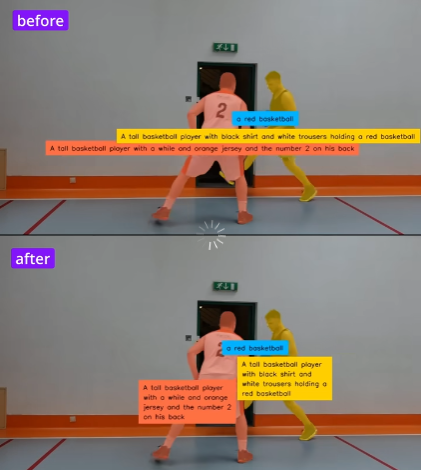 before
2
a red basketball
A tall basketball player with black shirt and white trousers holding a red basketball
A tall basketball player with a while and orange jersey and the number 2 on his back
after
2
a red basketball
A tall basketball player
with black shirt and
white trousers holding a
red basketball
A tall basketball player
with a while and orange
jersey and the number 2
on his back